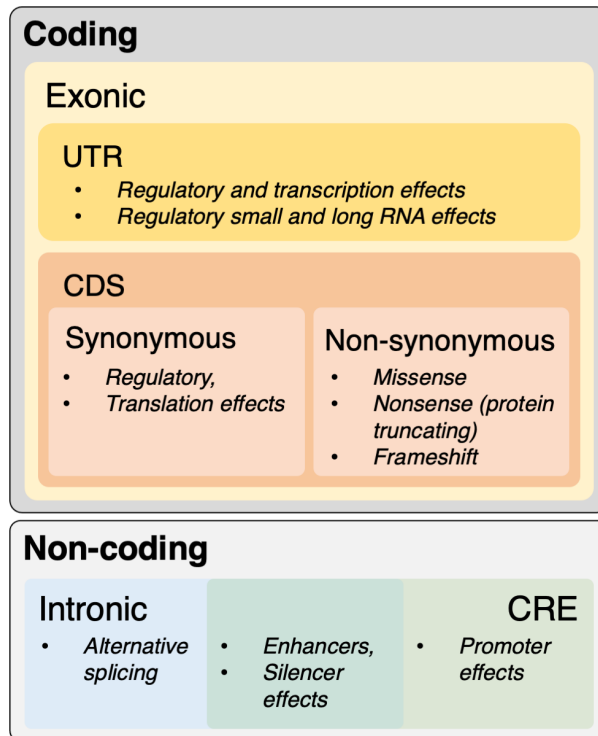 Coding
Exonic
UTR
• Regulatory and transcription effects
• Regulatory small and long RNA effects
CDS
Synonymous
• Regulatory,
• Translation effects
Non-synonymous
• Missense
• Nonsense (protein
truncating)
• Frameshift
Non-coding
Intronic
• Alternative
splicing
• Enhancers,
• Silencer
effects
CRE
• Promoter
effects